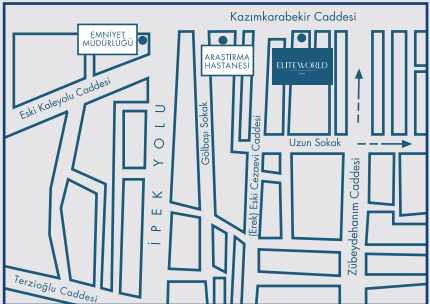 Kazımkarabekir Caddesi
EMNİYET
MÜDÜRLÜĞÜ
ARAŞTIRMA
HASTANESİ
ELITEWORLD
Eski Kaleyolu Caddesi
İPEK YOLU
Gölbaşı Sokak
(Erek) Eski Cezaevi Caddesi
Uzun Sokak
Zübeydehanım Caddesi
Terzioğlu Caddesi